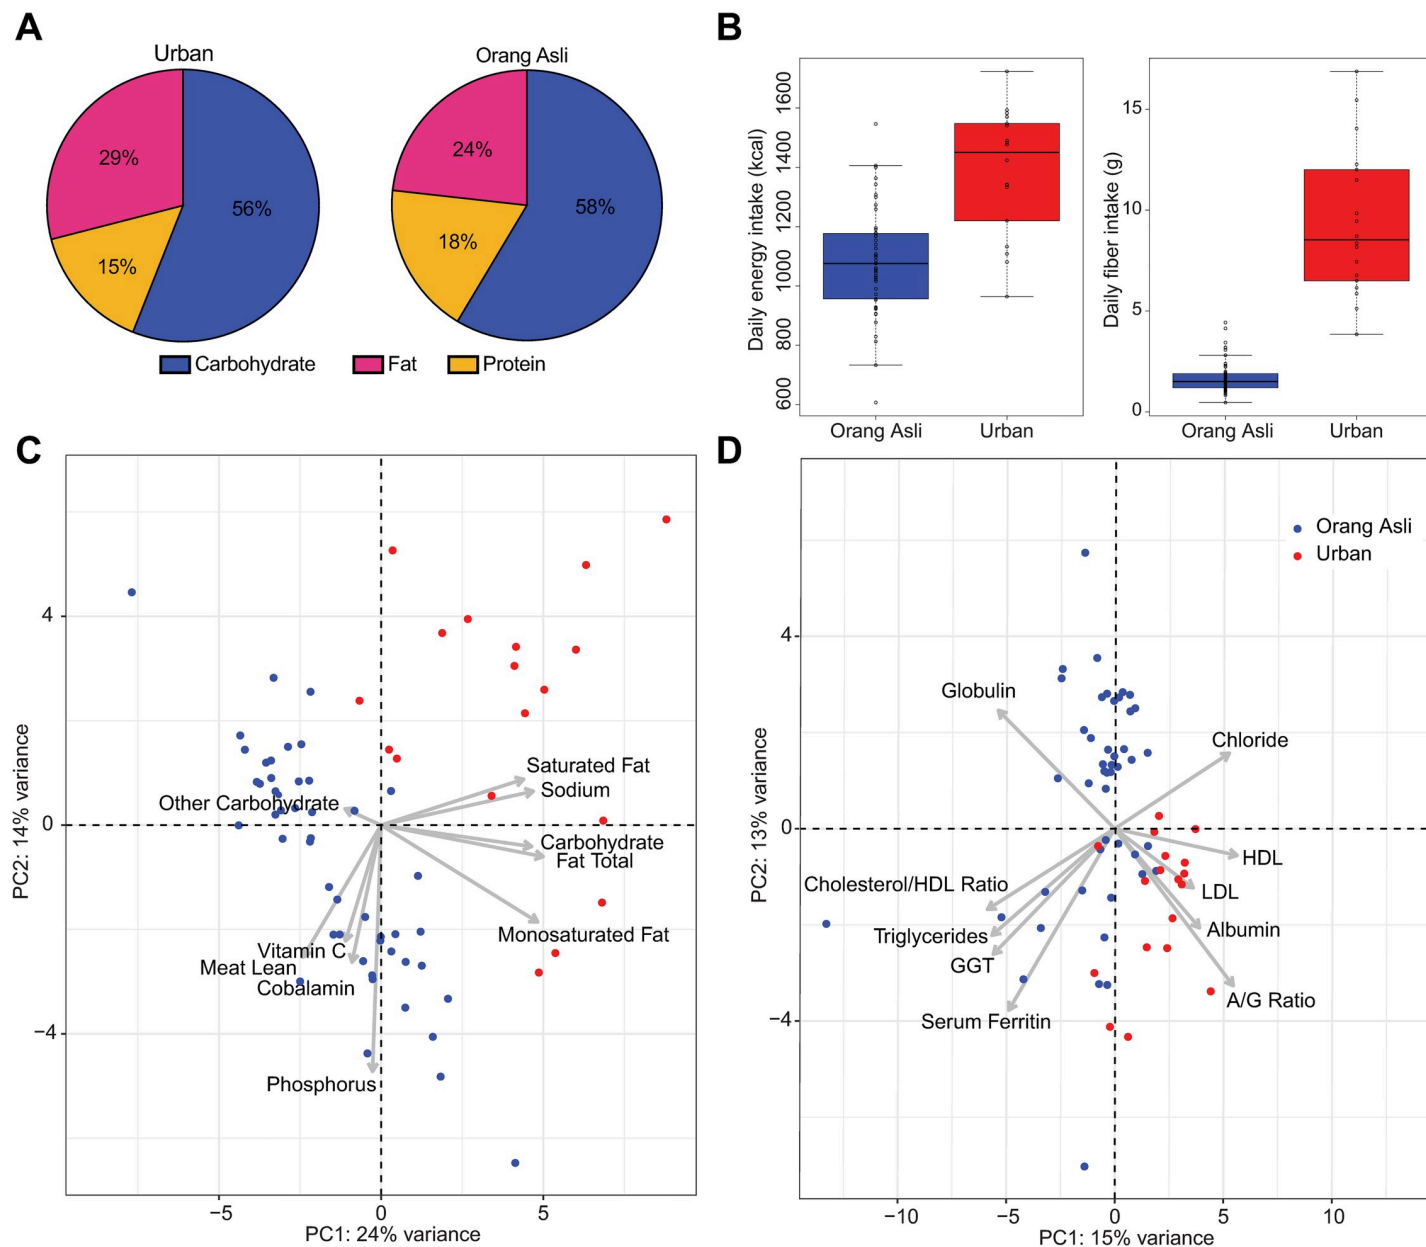 A
Urban
Orang Asli
29%
56%
15%
24%
58%
18%
Carbohydrate
Fat
Protein
B
Daily energy intake (kcal)
1600
1400
1200
1000
800
600
Orang Asli
Urban
Daily fiber intake (g)
15
10
5
0
Orang Asli
Urban
C
PC2: 14% variance
4
0
−4
Saturated Fat
Sodium
Other Carbohydrate
Carbohydrate
Fat Total
Monosaturated Fat
Vitamin C
Meat Lean
Cobalamin
Phosphorus
−5
0
5
PC1: 24% variance
D
Orang Asli
Urban
PC2: 13% variance
4
0
−4
Globulin
Chloride
HDL
Cholesterol/HDL Ratio
LDL
Triglycerides
Albumin
GGT
A/G Ratio
Serum Ferritin
−10
−5
0
5
10
PC1: 15% variance